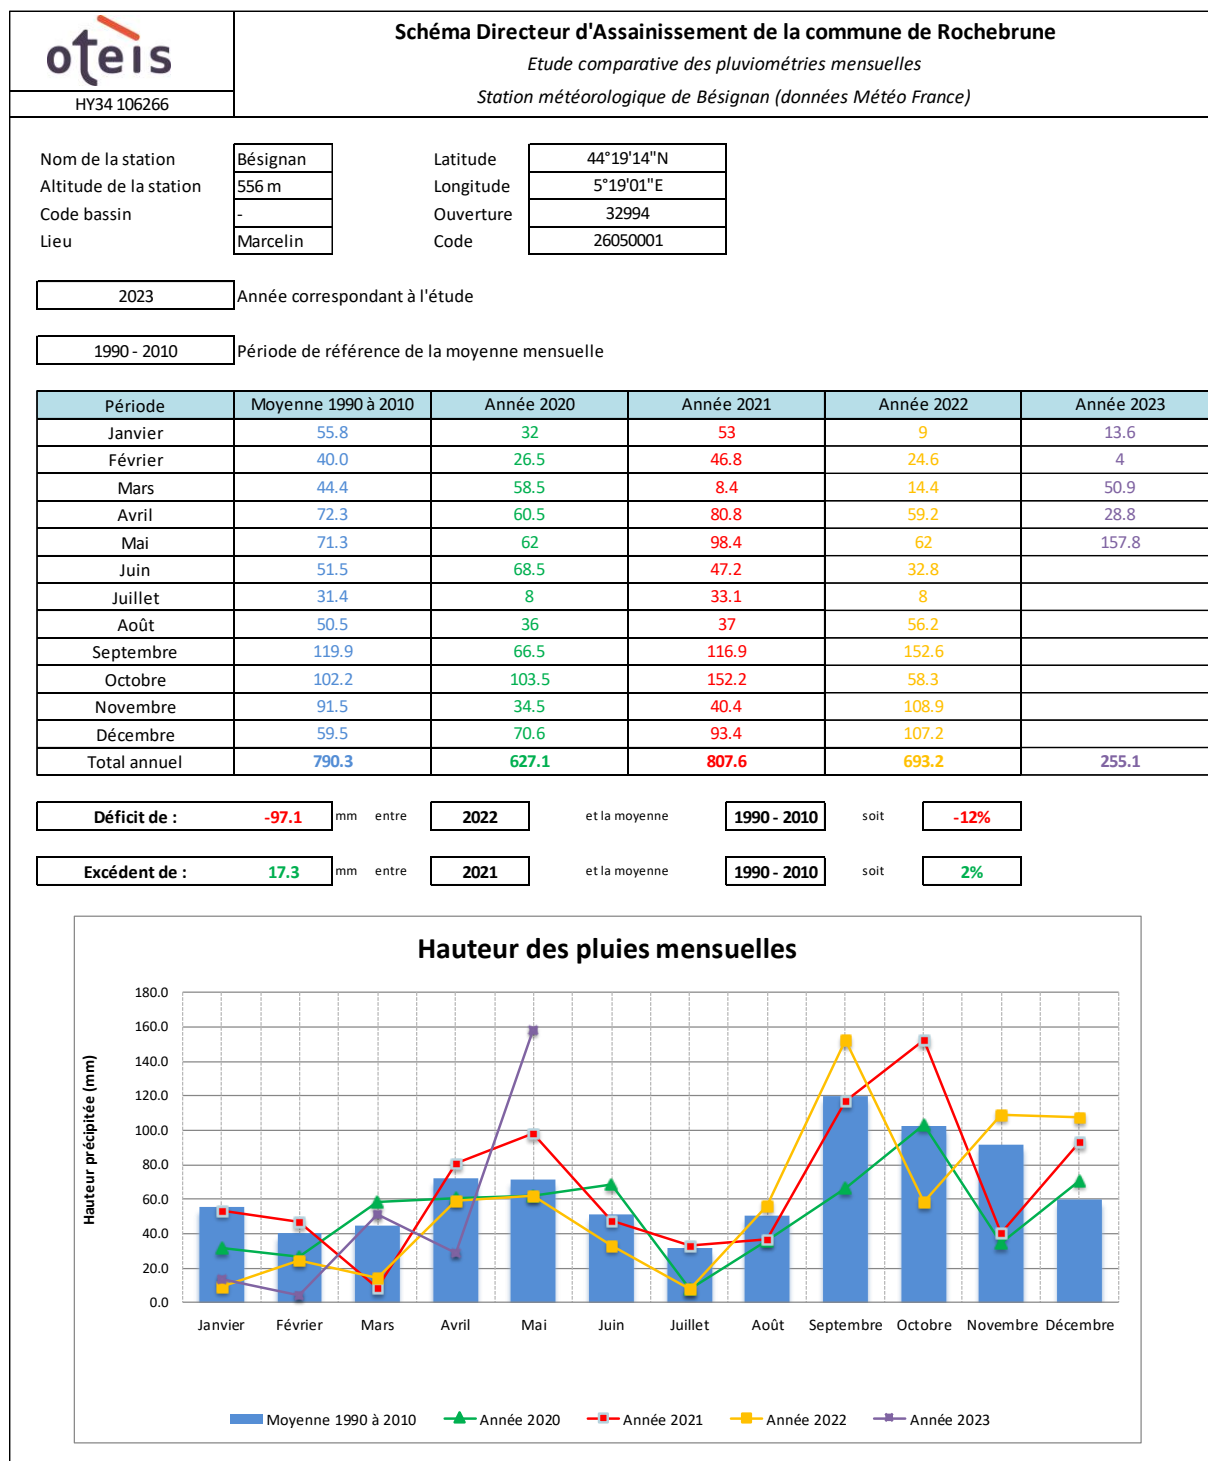 oteis
HY34 106266
Schéma Directeur d'Assainissement de la commune de Rochebrune
Etude comparative des pluviométries mensuelles
Station météorologique de Bésignan (données Météo France)
Nom de la station Bésignan Latitude 44°19'14"N
Altitude de la station 556 m Longitude 5°19'01"E
Code bassin - Ouverture 32994
Lieu Marcelin Code 26050001
2023 Année correspondant à l'étude
1990 - 2010 Période de référence de la moyenne mensuelle
Période Moyenne 1990 à 2010 Année 2020 Année 2021 Année 2022 Année 2023
Janvier 55.8 32 53 9 13.6
Février 40.0 26.5 46.8 24.6 4
Mars 44.4 58.5 8.4 14.4 50.9
Avril 72.3 60.5 80.8 59.2 28.8
Mai 71.3 62 98.4 62 157.8
Juin 51.5 68.5 47.2 32.8
Juillet 31.4 8 33.1 8
Août 50.5 36 37 56.2
Septembre 119.9 66.5 116.9 152.6
Octobre 102.2 103.5 152.2 58.3
Novembre 91.5 34.5 40.4 108.9
Décembre 59.5 70.6 93.4 107.2
Total annuel 790.3 627.1 807.6 693.2 255.1
Déficit de : -97.1 mm entre 2022 et la moyenne 1990 - 2010 soit -12%
Excédent de : 17.3 mm entre 2021 et la moyenne 1990 - 2010 soit 2%
Hauteur des pluies mensuelles
Hauteur précipitée (mm)
180.0
160.0
140.0
120.0
100.0
80.0
60.0
40.0
20.0
0.0
Janvier Février Mars Avril Mai Juin Juillet Août Septembre Octobre Novembre Décembre
Moyenne 1990 à 2010 Année 2020 Année 2021 Année 2022 Année 2023